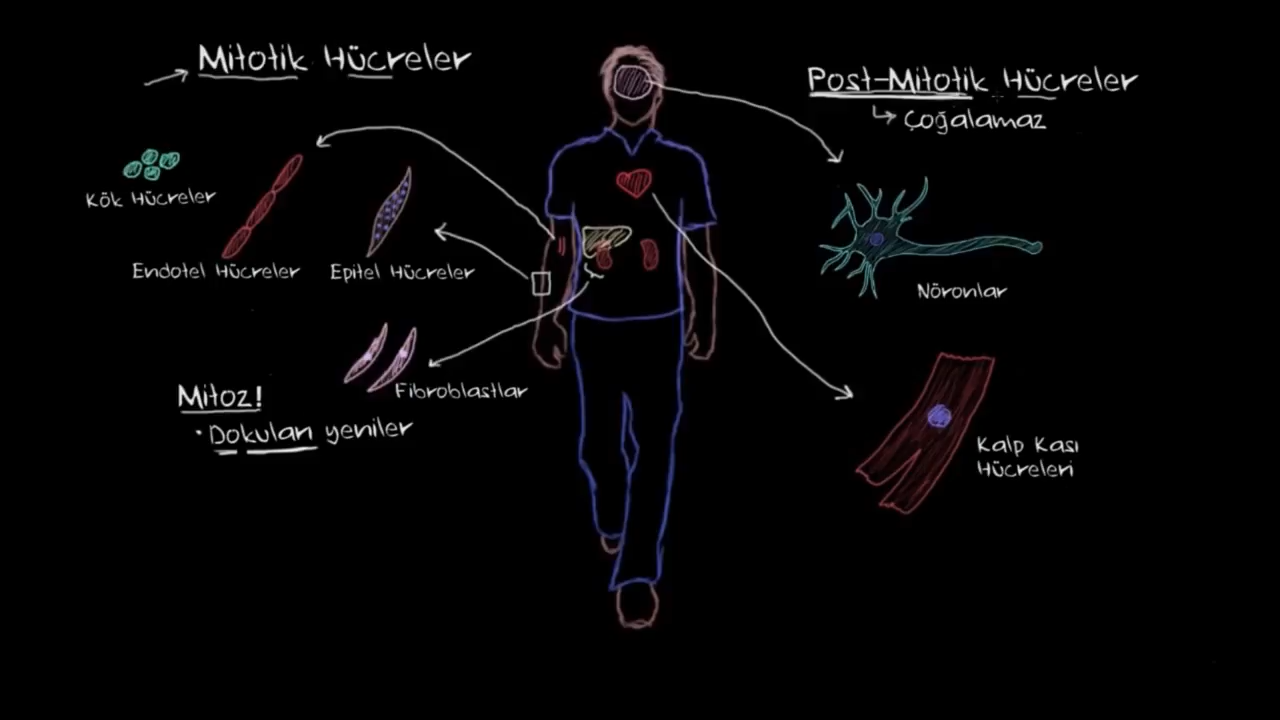 Mitotik Hücreler
Kök Hücreler
Endotel Hücreler
Epitel Hücreler
Fibroblastlar
Mitoz!
• Dokuları yeniler
Post-Mitotik Hücreler
↳ Çoğalamaz
Nöronlar
Kalp Kası
Hücreleri